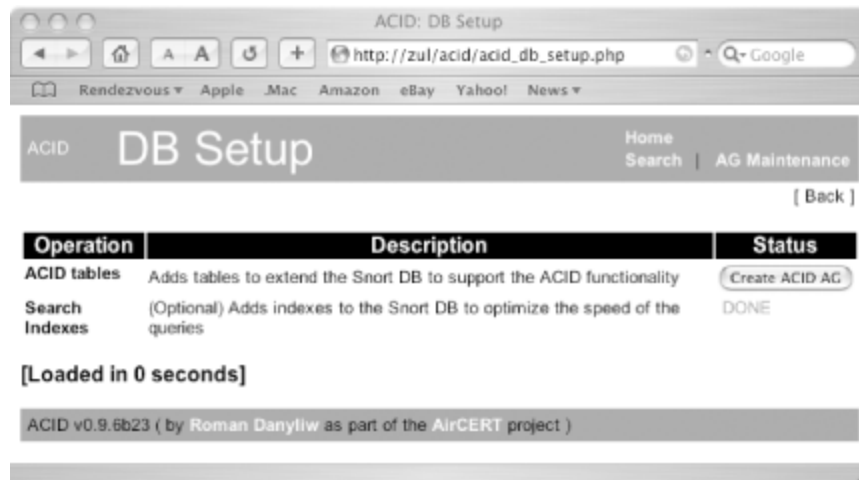 ACID: DB Setup
A A + http://zul/acid/acid_db_setup.php Q Google
Rendezvous Apple .Mac Amazon eBay Yahoo! News
ACID DB Setup
Home
Search | AG Maintenance
[ Back ]
Operation Description Status
ACID tables Adds tables to extend the Snort DB to support the ACID functionality Create ACID AG
Search Indexes (Optional) Adds indexes to the Snort DB to optimize the speed of the queries DONE
[Loaded in 0 seconds]
ACID v0.9.6b23 ( by Roman Danyliw as part of the AirCERT project )